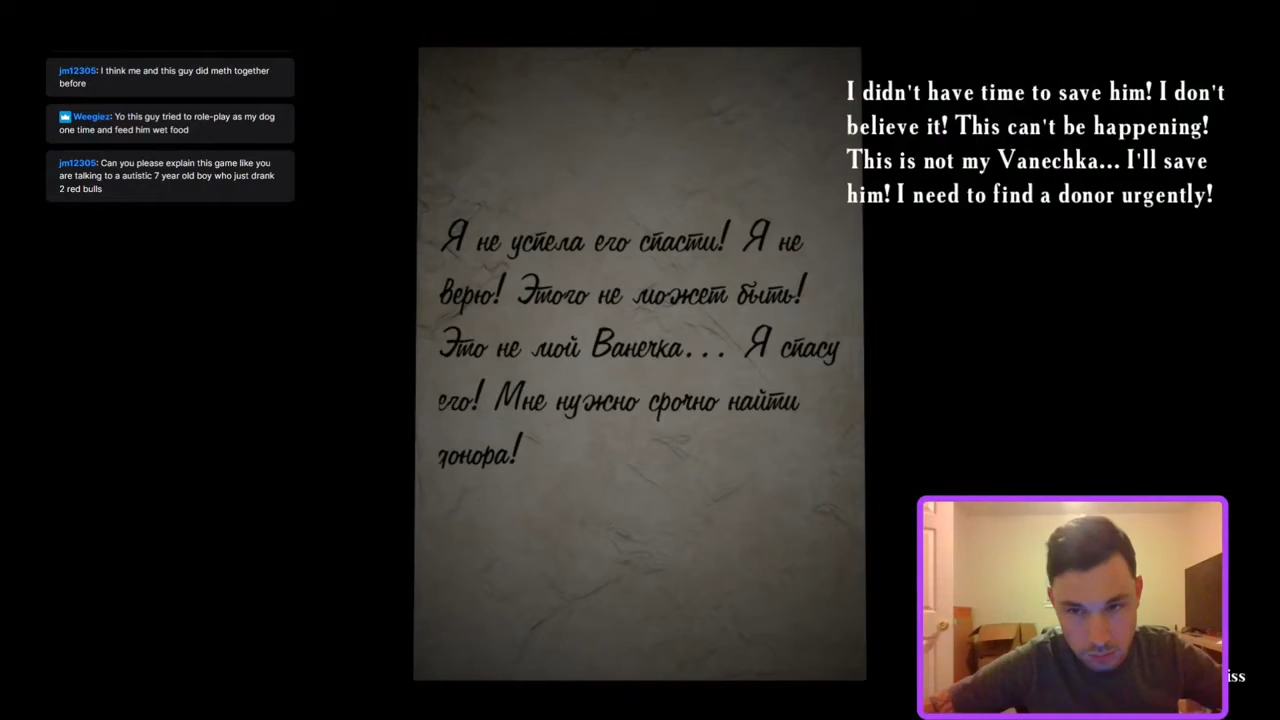 jm12305: I think me and this guy did meth together
before
Weegiez: Yo this guy tried to role-play as my dog
one time and feed him wet food
jm12305: Can you please explain this game like you
are talking to a autistic 7 year old boy who just drank
2 red bulls
Я не успела его спасти! Я не
верю! Этого не может быть!
Это не мой Ванечка... Я спасу
его! Мне нужно срочно найти
донора!
I didn't have time to save him! I don't
believe it! This can't be happening!
This is not my Vanechka... I'll save
him! I need to find a donor urgently!